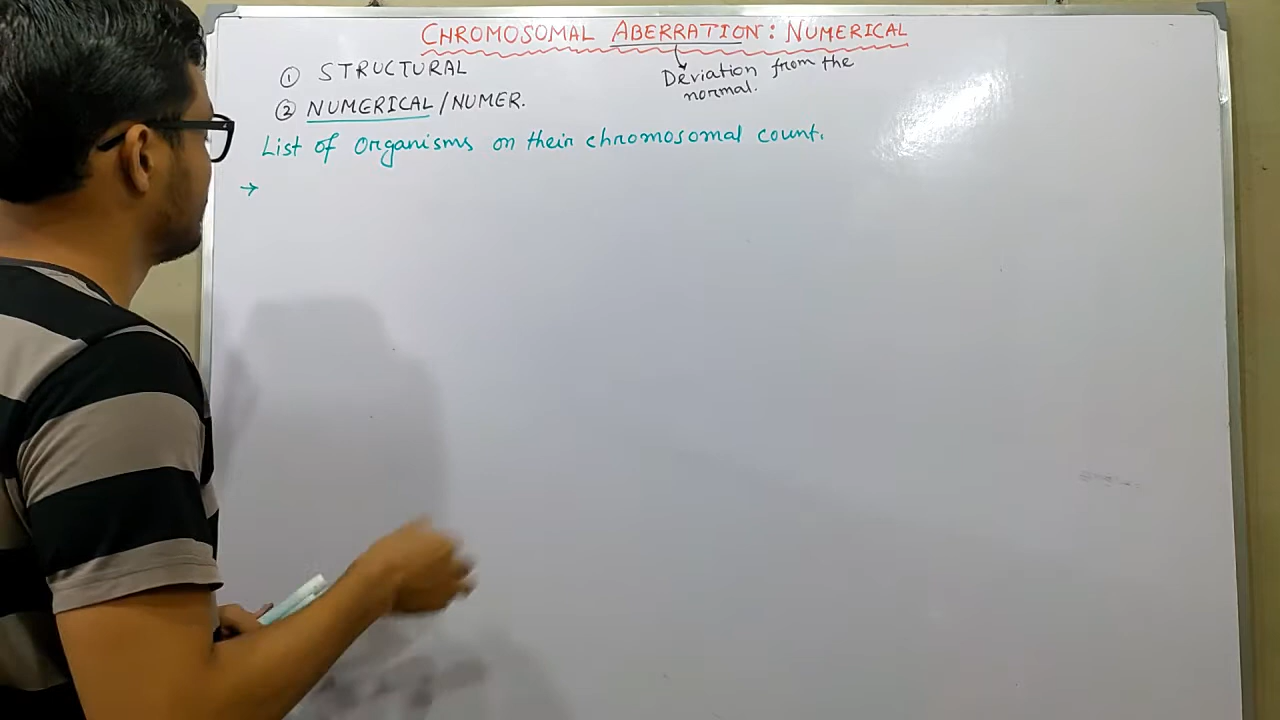 CHROMOSOMAL ABERRATION: NUMERICAL
① STRUCTURAL
Deviation from the
normal.
② NUMERICAL/NUMER.
List of Organisms on their chromosomal count.
→